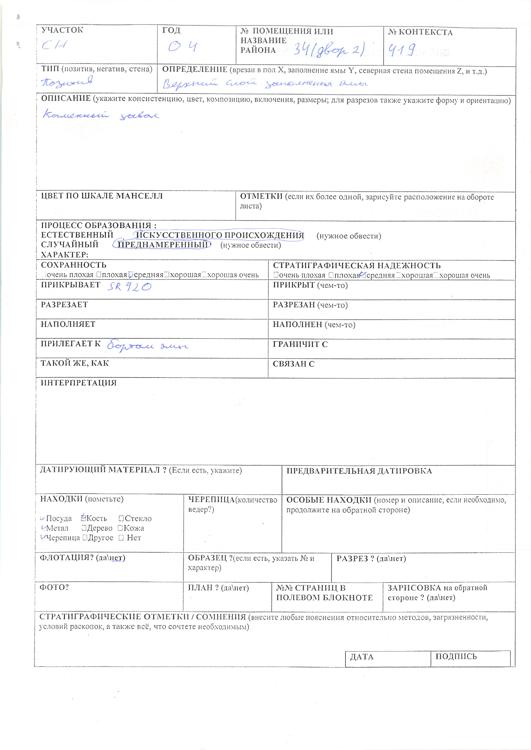 УЧАСТОК ГОД № ПОМЕЩЕНИЯ ИЛИ НАЗВАНИЕ РАЙОНА № КОНТЕКСТА
СН 04 34(двор 2) 919
ТИП (позитив, негатив, стена) ОПРЕДЕЛЕНИЕ (врезан в пол X, заполнение ямы Y, северная стена помещения Z, и т.д.)
Позитив Верхний слой заполнения ямы
ОПИСАНИЕ (укажите консистенцию, цвет, композицию, включения, размеры; для разрезов также укажите форму и ориентацию)
Каменный завал
ЦВЕТ ПО ШКАЛЕ МАНСЕЛЛ ОТМЕТКИ (если их более одной, зарисуйте расположение на обороте листа)
ПРОЦЕСС ОБРАЗОВАНИЯ :
ЕСТЕСТВЕННЫЙ ИСКУССТВЕННОГО ПРОИСХОЖДЕНИЯ (нужное обвести)
СЛУЧАЙНЫЙ ПРЕДНАМЕРЕННЫЙ (нужное обвести)
ХАРАКТЕР:
СОХРАННОСТЬ СТРАТИГРАФИЧЕСКАЯ НАДЕЖНОСТЬ
очень плохая плохая средняя хорошая хорошая очень очень плохая плохая средняя хорошая хорошая очень
ПРИКРЫВАЕТ SR 920 ПРИКРЫТ (чем-то)
РАЗРЕЗАЕТ РАЗРЕЗАН (чем-то)
НАПОЛНЯЕТ НАПОЛНЕН (чем-то)
ПРИЛЕГАЕТ К бортам ямы ГРАНИЧИТ С
ТАКОЙ ЖЕ, КАК СВЯЗАН С
ИНТЕРПРЕТАЦИЯ
ДАТИРУЮЩИЙ МАТЕРИАЛ ? (Если есть, укажите) ПРЕДВАРИТЕЛЬНАЯ ДАТИРОВКА
НАХОДКИ (пометьте) ЧЕРЕПИЦА(количество ведер?) ОСОБЫЕ НАХОДКИ (номер и описание, если необходимо, продолжите на обратной стороне)
Посуда Кость Стекло
Метал Дерево Кожа
Черепица Другое Нет
ФЛОТАЦИЯ? (да\нет) ОБРАЗЕЦ ?(если есть, указать № и характер) РАЗРЕЗ ? (да\нет)
ФОТО? ПЛАН ? (да\нет) №№ СТРАНИЦ В ПОЛЕВОМ БЛОКНОТЕ ЗАРИСОВКА на обратной стороне ? (да\нет)
СТРАТИГРАФИЧЕСКИЕ ОТМЕТКИ / СОМНЕНИЯ (внесите любые пояснения относительно методов, загрязненности,
условий раскопок, а также всё, что сочтете необходимым)
ДАТА ПОДПИСЬ